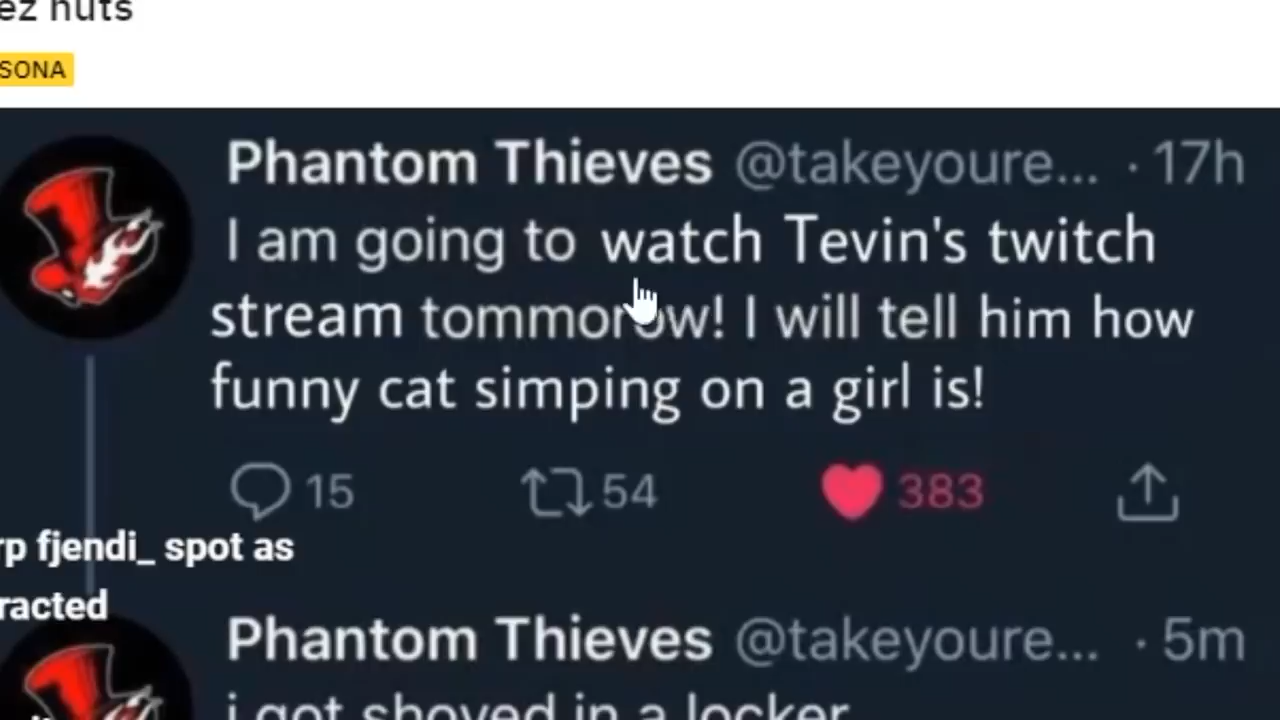 ez nuts
SONA
Phantom Thieves @takeyoure... · 17h
I am going to watch Tevin's twitch
stream tommorow! I will tell him how
funny cat simping on a girl is!
15 54 383
rp fjendi_ spot as
racted
Phantom Thieves @takeyoure... · 5m
i got shoved in a locker